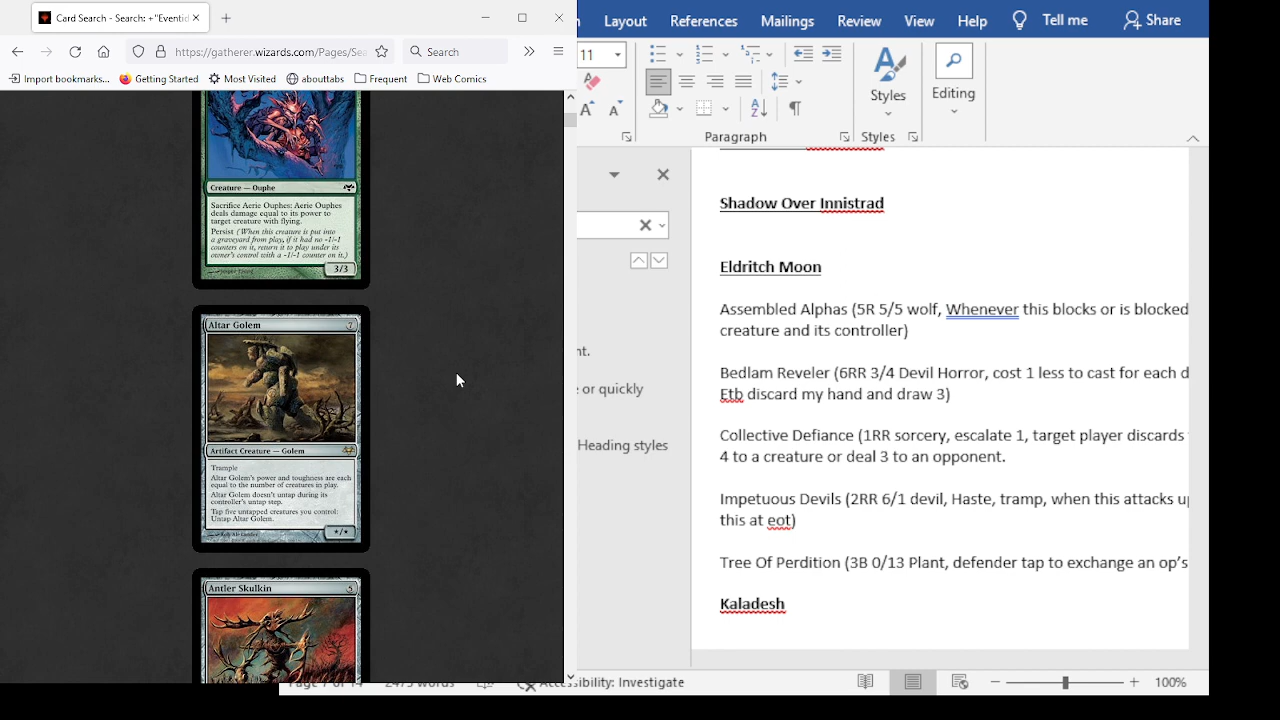 Card Search - Search: +"Eventid
https://gatherer.wizards.com/Pages/Sea
Search
Import bookmarks...
Getting Started
Most Visited
abouttabs
Frequent
Web Comics
Creature — Ouphe
Sacrifice Aerie Ouphes: Aerie Ouphes
deals damage equal to its power to
target creature with flying.
Persist (When this creature is put into
a graveyard from play, if it had no -1/-1
counters on it, return it to play under its
owner's control with a -1/-1 counter on it.)
3/3
Altar Golem
7
Artifact Creature — Golem
Trample
Altar Golem's power and toughness are each
equal to the number of creatures in play.
Altar Golem doesn't untap during its
controller's untap step.
Tap five untapped creatures you control:
Untap Altar Golem.
*/*
Antler Skulkin
5
Layout
References
Mailings
Review
View
Help
Tell me
Share
11
Styles
Editing
Paragraph
Styles
nt.
or quickly
Heading styles
Shadow Over Innistrad
Eldritch Moon
Assembled Alphas (5R 5/5 wolf, Whenever this blocks or is blocked
creature and its controller)
Bedlam Reveler (6RR 3/4 Devil Horror, cost 1 less to cast for each d
Etb discard my hand and draw 3)
Collective Defiance (1RR sorcery, escalate 1, target player discards
4 to a creature or deal 3 to an opponent.
Impetuous Devils (2RR 6/1 devil, Haste, tramp, when this attacks up
this at eot)
Tree Of Perdition (3B 0/13 Plant, defender tap to exchange an op's
Kaladesh
Accessibility: Investigate
100%